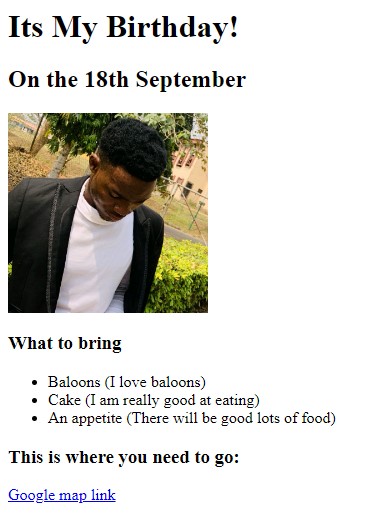 Its My Birthday!
On the 18th September
What to bring
Baloons (I love baloons)
Cake (I am really good at eating)
An appetite (There will be good lots of food)
This is where you need to go:
Google map link